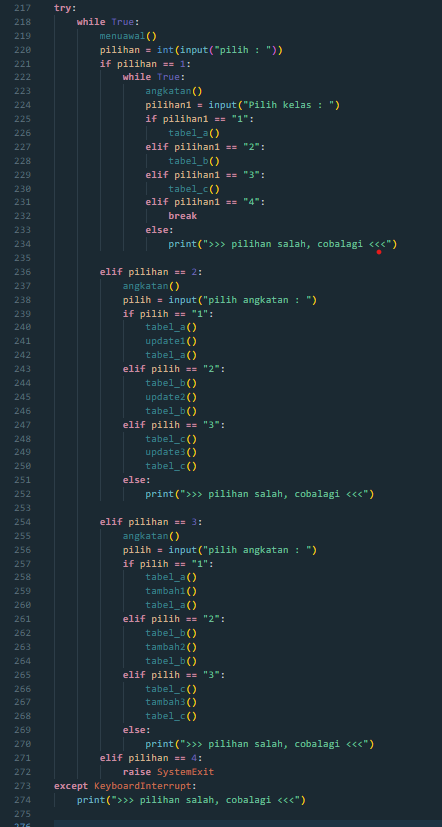 217 try:
218     while True:
219         menuawal()
220         pilihan = int(input("pilih : "))
221         if pilihan == 1:
222             while True:
223                 angkatan()
224                 pilihan1 = input("Pilih kelas : ")
225                 if pilihan1 == "1":
226                     tabel_a()
227                 elif pilihan1 == "2":
228                     tabel_b()
229                 elif pilihan1 == "3":
230                     tabel_c()
231                 elif pilihan1 == "4":
232                     break
233                 else:
234                     print(">>> pilihan salah, cobalagi <<<")
235
236         elif pilihan == 2:
237             angkatan()
238             pilih = input("pilih angkatan : ")
239             if pilih == "1":
240                 tabel_a()
241                 update1()
242                 tabel_a()
243             elif pilih == "2":
244                 tabel_b()
245                 update2()
246                 tabel_b()
247             elif pilih == "3":
248                 tabel_c()
249                 update3()
250                 tabel_c()
251             else:
252                 print(">>> pilihan salah, cobalagi <<<")
253
254         elif pilihan == 3:
255             angkatan()
256             pilih = input("pilih angkatan : ")
257             if pilih == "1":
258                 tabel_a()
259                 tambah1()
260                 tabel_a()
261             elif pilih == "2":
262                 tabel_b()
263                 tambah2()
264                 tabel_b()
265             elif pilih == "3":
266                 tabel_c()
267                 tambah3()
268                 tabel_c()
269             else:
270                 print(">>> pilihan salah, cobalagi <<<")
271         elif pilihan == 4:
272             raise SystemExit
273 except KeyboardInterrupt:
274     print(">>> pilihan salah, cobalagi <<<")
275
276